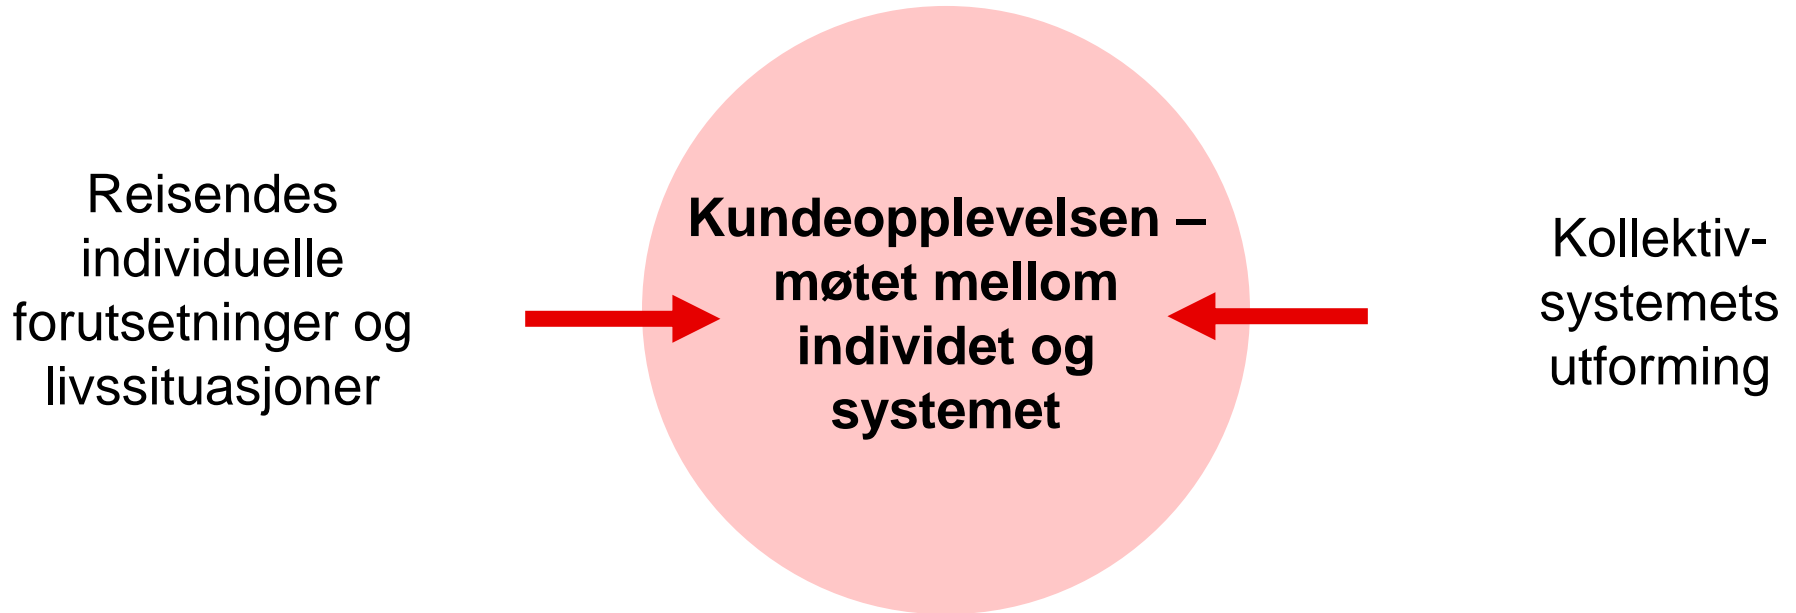 Reisendes
individuelle
forutsetninger og
livssituasjoner
Kundeopplevelsen –
møtet mellom
individet og
systemet
Kollektiv-
systemets
utforming